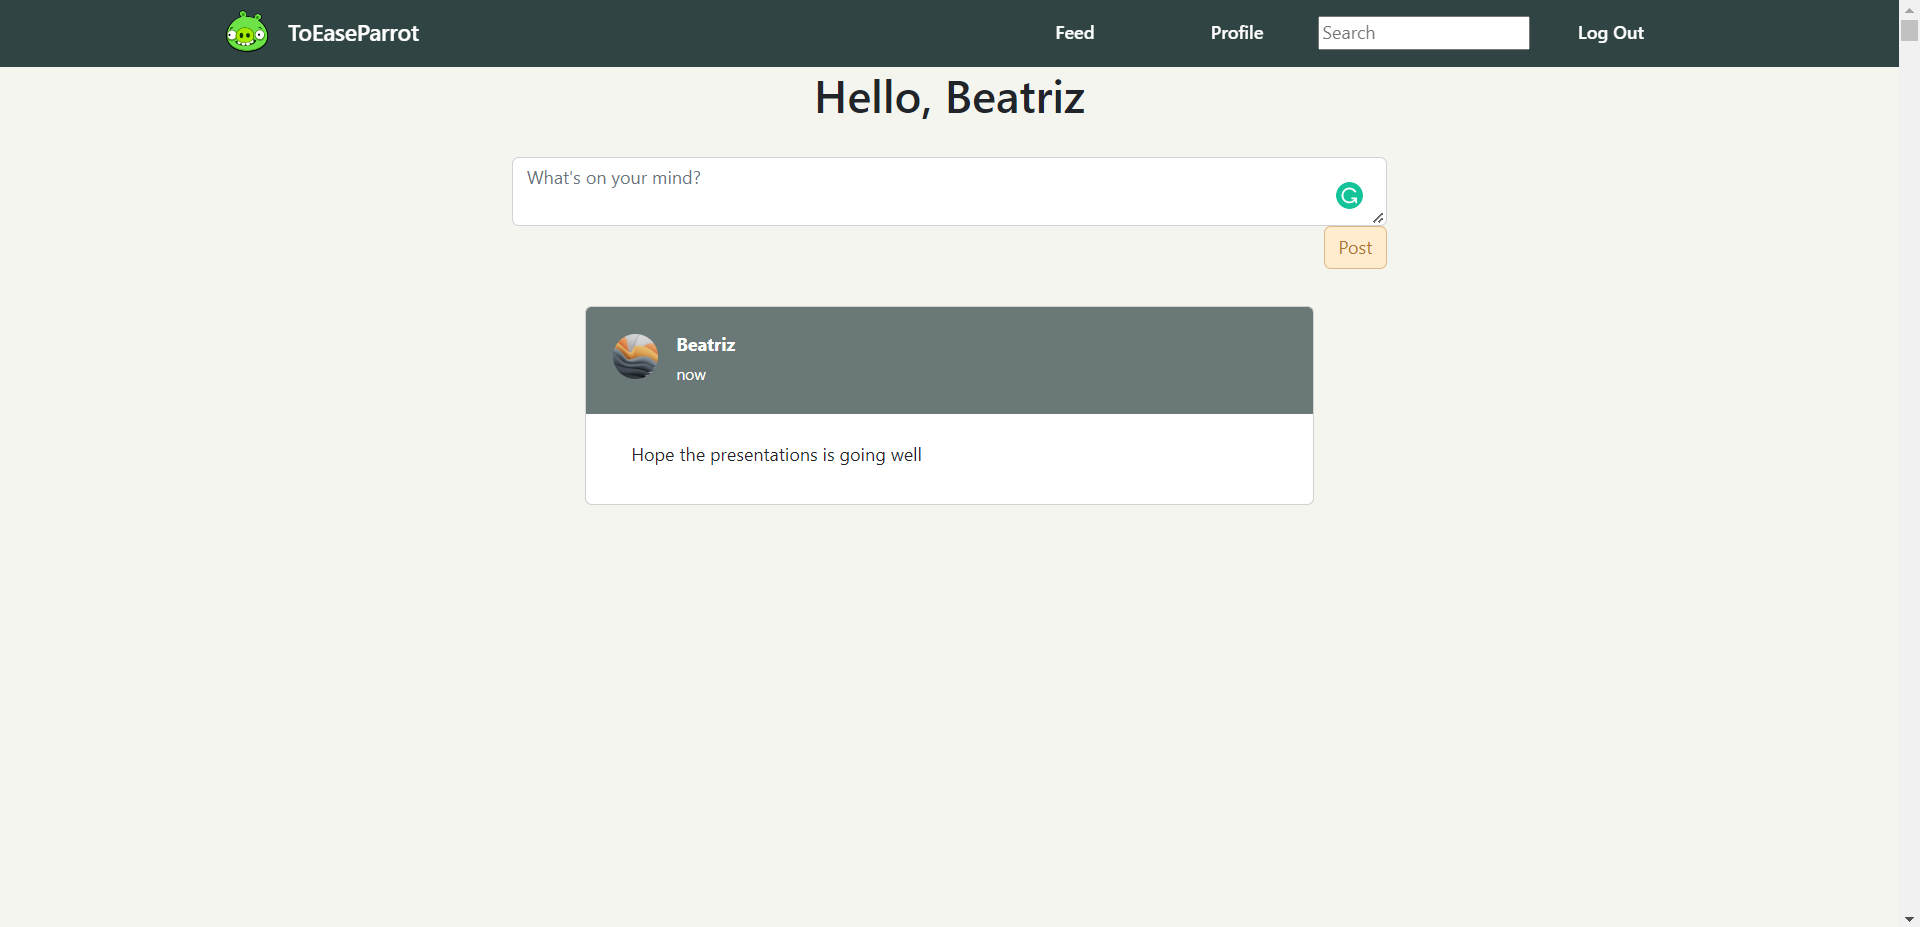 ToEaseParrot
Feed
Profile
Search
Log Out
Hello, Beatriz
What's on your mind?
Post
Beatriz
now
Hope the presentations is going well